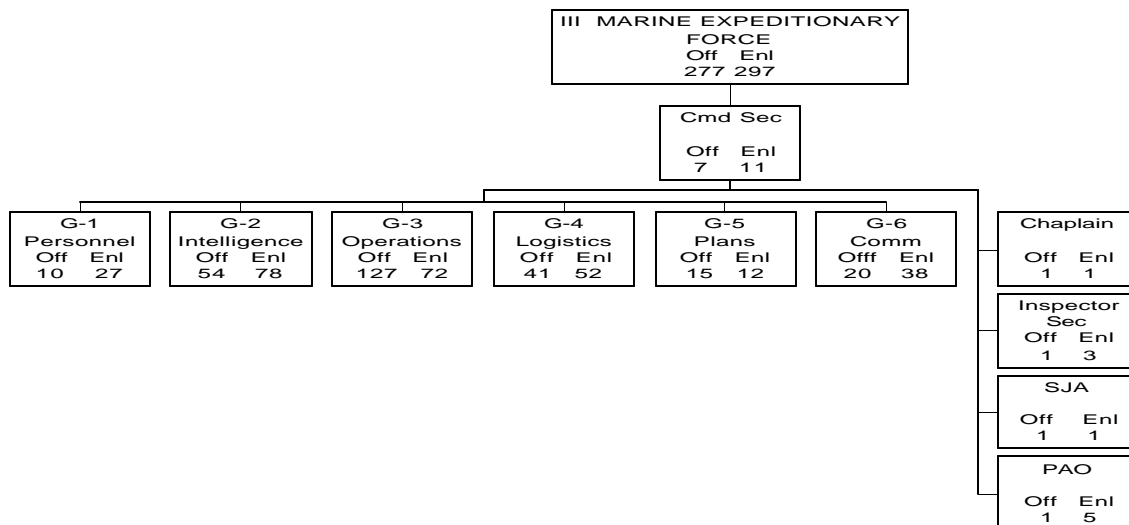 III MARINE EXPEDITIONARY
FORCE
Off Enl
277 297
Cmd Sec
Off Enl
7 11
G-1
Personnel
Off Enl
10 27
G-2
Intelligence
Off Enl
54 78
G-3
Operations
Off Enl
127 72
G-4
Logistics
Off Enl
41 52
G-5
Plans
Off Enl
15 12
G-6
Comm
Offf Enl
20 38
Chaplain
Off Enl
1 1
Inspector
Sec
Off Enl
1 3
SJA
Off Enl
1 1
PAO
Off Enl
1 5